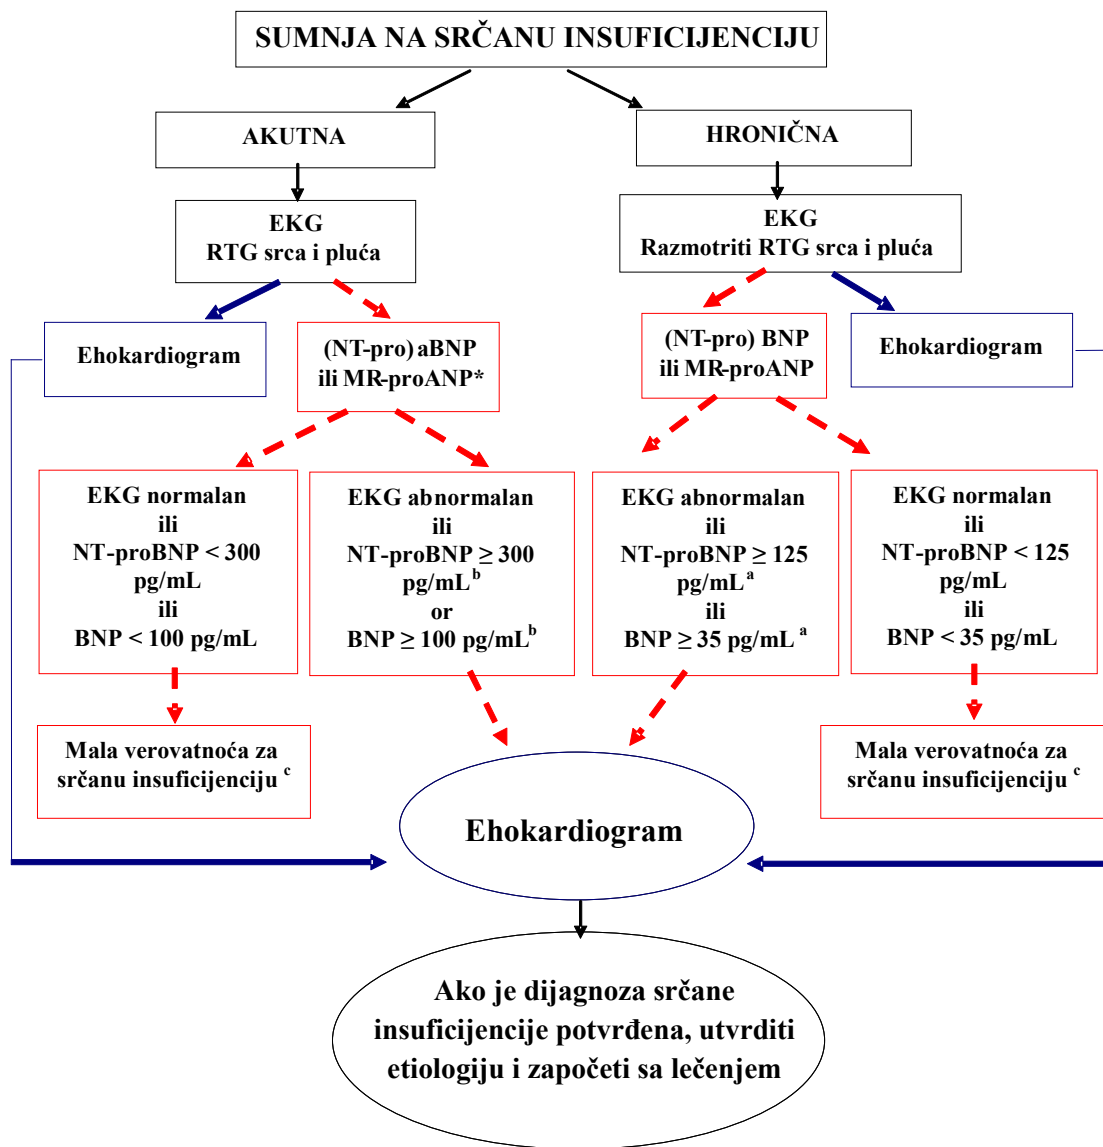 SUMNJA NA SRČANU INSUFICIJENCIJU
AKUTNA
HRONIČNA
EKG
RTG srca i pluća
EKG
Razmotriti RTG srca i pluća
Ehokardiogram
(NT-pro) aBNP
ili MR-proANP*
(NT-pro) BNP
ili MR-proANP
Ehokardiogram
EKG normalan
ili
NT-proBNP < 300
pg/mL
ili
BNP < 100 pg/mL
EKG abnormalan
ili
NT-proBNP ≥ 300
pg/mL b
or
BNP ≥ 100 pg/mL b
EKG abnormalan
ili
NT-proBNP ≥ 125
pg/mL a
ili
BNP ≥ 35 pg/mL a
EKG normalan
ili
NT-proBNP < 125
pg/mL
ili
BNP < 35 pg/mL
Mala verovatnoća za
srčanu insuficijenciju c
Mala verovatnoća za
srčanu insuficijenciju c
Ehokardiogram
Ako je dijagnoza srčane
insuficijencije potvrđena, utvrditi
etiologiju i započeti sa lečenjem